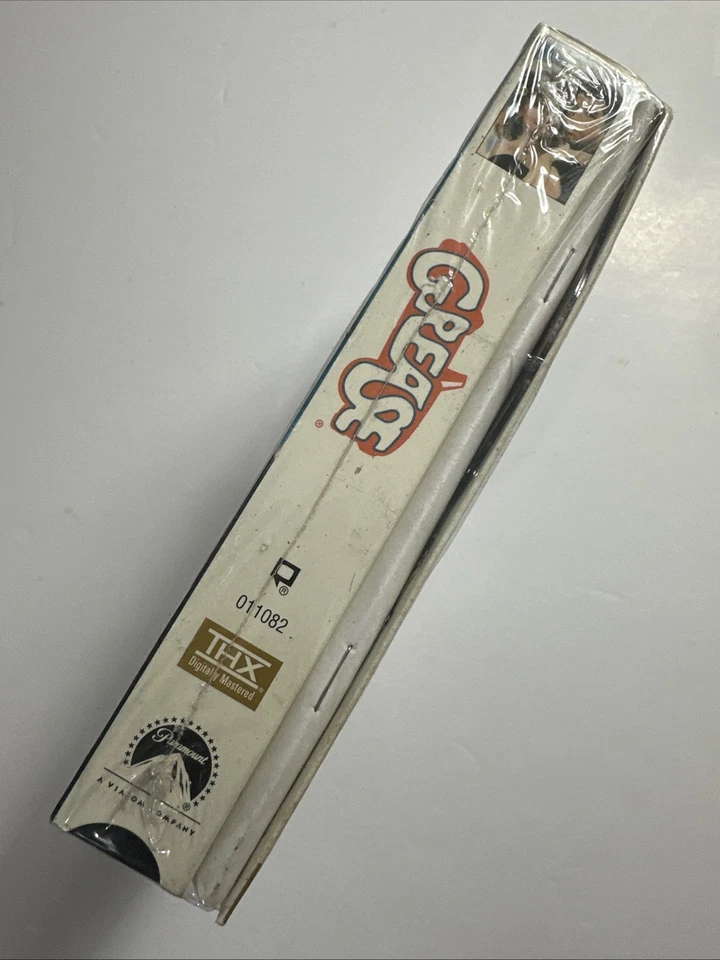 GREASE
®
®
011082
THX
®
Digitally Mastered
Paramount
®
A VIACOM COMPANY